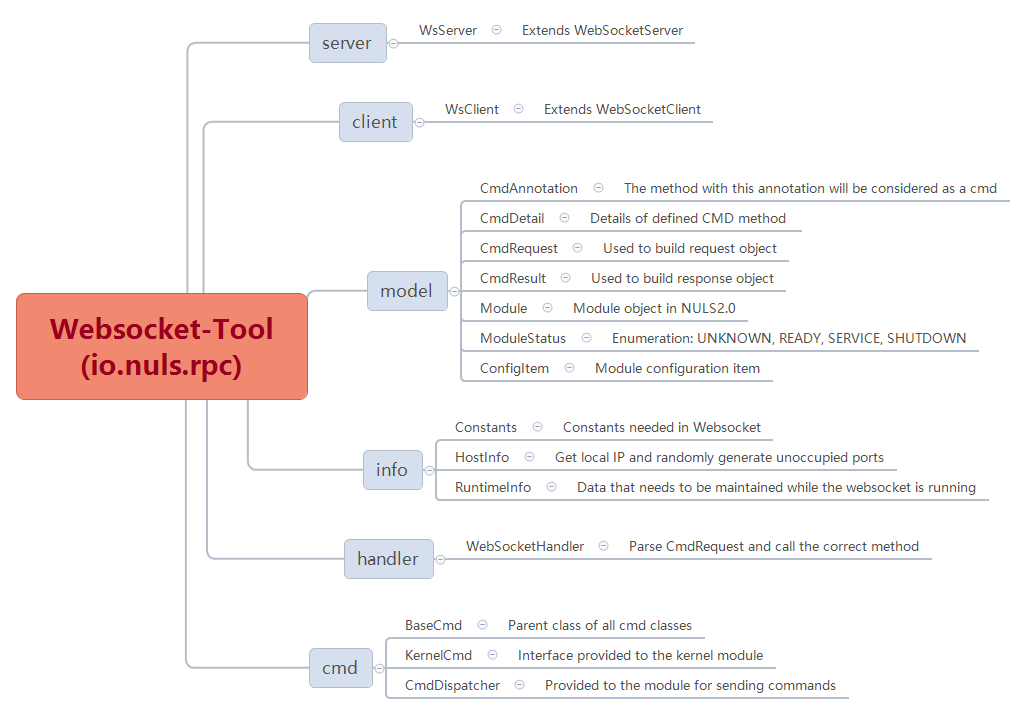 server
WsServer Extends WebSocketServer
client
WsClient Extends WebSocketClient
model
CmdAnnotation The method with this annotation will be considered as a cmd
CmdDetail Details of defined CMD method
CmdRequest Used to build request object
CmdResult Used to build response object
Module Module object in NULS2.0
ModuleStatus Enumeration: UNKNOWN, READY, SERVICE, SHUTDOWN
ConfigItem Module configuration item
Websocket-Tool
(io.nuls.rpc)
info
Constants Constants needed in Websocket
HostInfo Get local IP and randomly generate unoccupied ports
RuntimeInfo Data that needs to be maintained while the websocket is running
handler
WebSocketHandler Parse CmdRequest and call the correct method
cmd
BaseCmd Parent class of all cmd classes
KernelCmd Interface provided to the kernel module
CmdDispatcher Provided to the module for sending commands